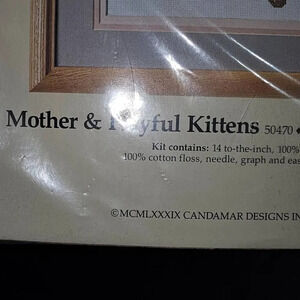 Mother & Playful Kittens 50470
Kit contains: 14 to-the-inch, 100%
100% cotton floss, needle, graph and eas
©MCMLXXXIX CANDAMAR DESIGNS IN